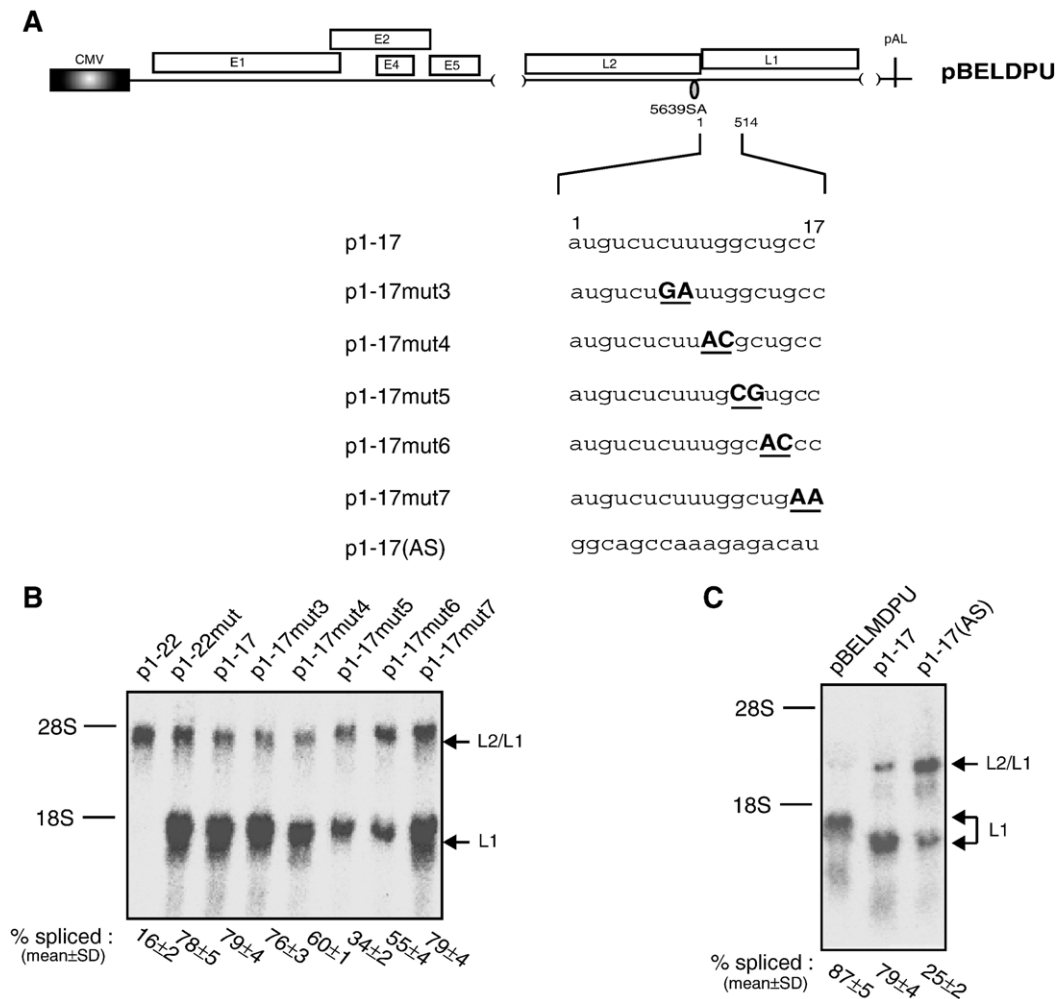 A
CMV
E1
E2
E4
E5
L2
L1
pAL
pBELDPU
5639SA
1
514
1
17
p1-17
augucucuuuggcugcc
p1-17mut3
augucuGAuuggcugcc
p1-17mut4
augucucuuACgcugcc
p1-17mut5
augucucuuugCGugcc
p1-17mut6
augucucuuuggcACcc
p1-17mut7
augucucuuuggcugAA
p1-17(AS)
ggcagccaaagagacau
B
p1-22
p1-22mut
p1-17
p1-17mut3
p1-17mut4
p1-17mut5
p1-17mut6
p1-17mut7
28S
L2/L1
18S
L1
% spliced :
(mean±SD)
16±2
78±5
79±4
76±3
60±1
34±2
55±4
79±4
C
pBELMDPU
p1-17
p1-17(AS)
28S
L2/L1
18S
L1
% spliced :
(mean±SD)
87±5
79±4
25±2